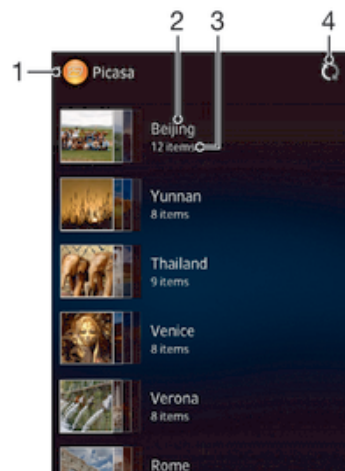 2 3 4
1 Picasa
Beijing
12 items
Yunnan
8 items
Thailand
9 items
Venice
8 items
Verona
8 items
Rome